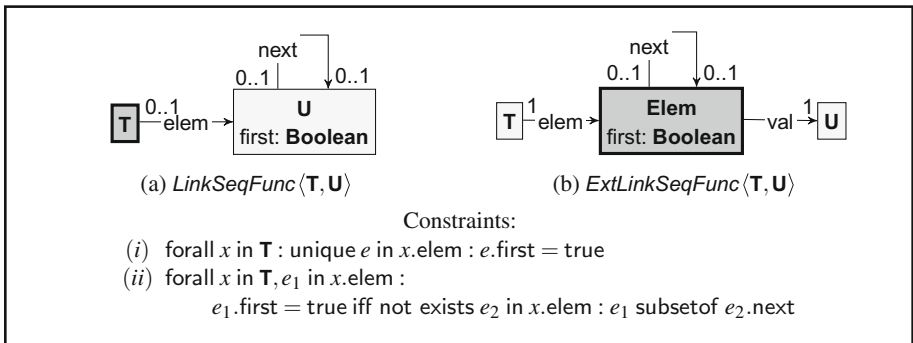 next
0..1
0..1
T
0..1
elem
U
first: Boolean
(a) LinkSeqFunc⟨T, U⟩
next
0..1
0..1
T
1
elem
Elem
first: Boolean
val
1
U
(b) ExtLinkSeqFunc⟨T, U⟩
Constraints:
(i) forall x in T : unique e in x.elem : e.first = true
(ii) forall x in T, e₁ in x.elem :
e₁.first = true iff not exists e₂ in x.elem : e₁ subsetof e₂.next